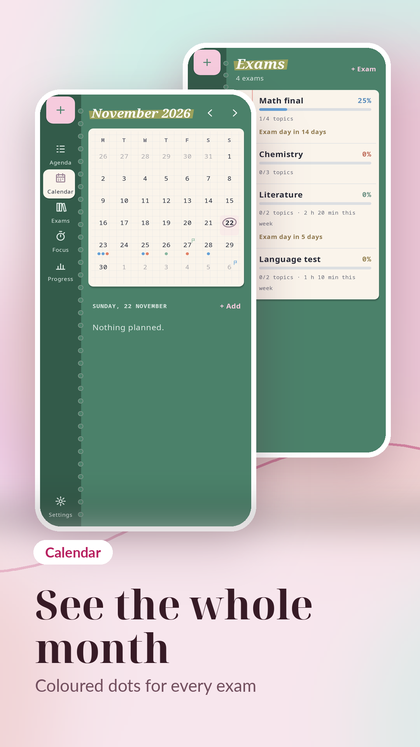 Exams
4 exams
+ Exam
Math final 25%
1/4 topics
Exam day in 14 days
Chemistry 0%
0/3 topics
Literature 0%
0/2 topics · 2 h 20 min this
week
Exam day in 5 days
Language test 0%
0/2 topics · 1 h 10 min this
week
+
November 2026
Agenda
Calendar
Exams
Focus
Progress
Settings
M T W T F S S
26 27 28 29 30 31 1
2 3 4 5 6 7 8
9 10 11 12 13 14 15
16 17 18 19 20 21 22
23 24 25 26 27 28 29
30 1 2 3 4 5 6
SUNDAY, 22 NOVEMBER + Add
Nothing planned.
Calendar
See the whole
month
Coloured dots for every exam